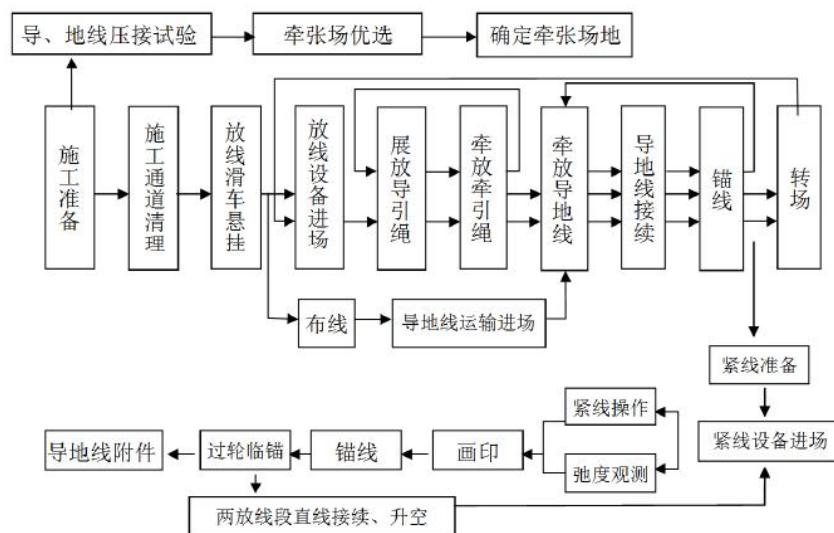 导、地线压接试验
牵张场优选
确定牵张场地
施工准备
施工通道清理
放线滑车悬挂
放线设备进场
展放导引绳
牵放牵引绳
牵放导地线
导地线接续
锚线
转场
布线
导地线运输进场
紧线准备
紧线操作
导地线附件
过轮临锚
锚线
画印
紧线设备进场
弛度观测
两放线段直线接续、升空